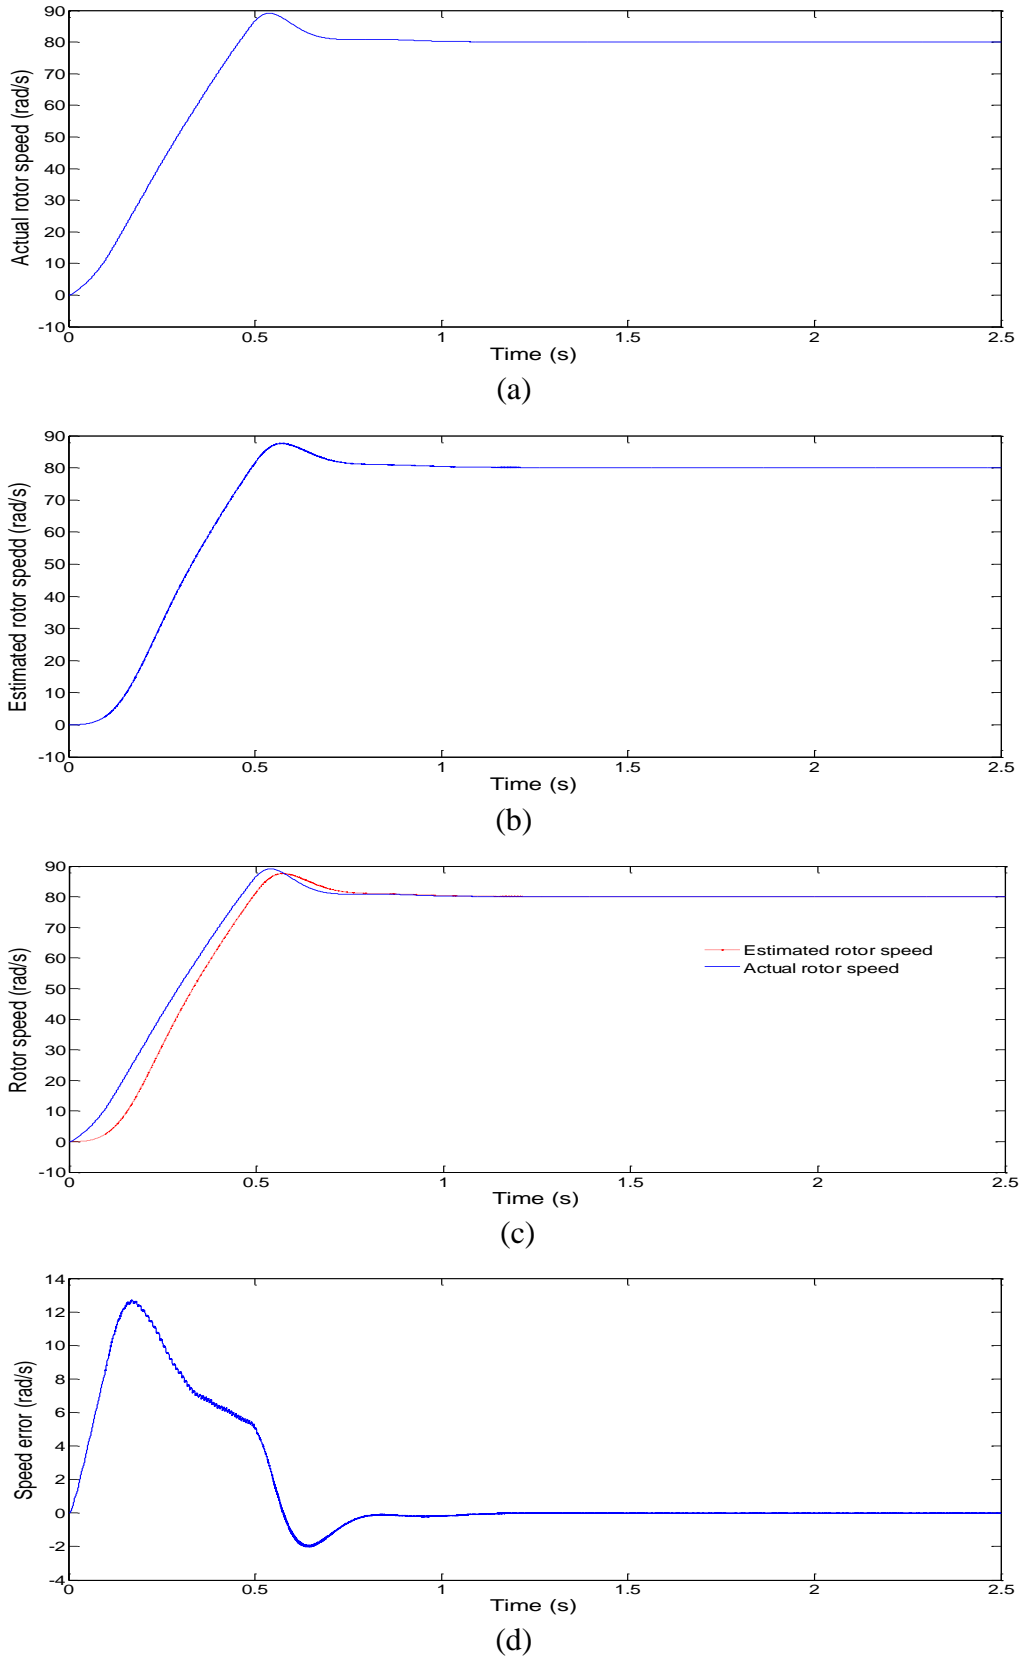 Actual rotor speed (rad/s)
90
80
70
60
50
40
30
20
10
0
-10
0 0.5 1 1.5 2 2.5
Time (s)
(a)
Estimated rotor spedd (rad/s)
90
80
70
60
50
40
30
20
10
0
-10
0 0.5 1 1.5 2 2.5
Time (s)
(b)
Rotor speed (rad/s)
90
80
70
60
50
40
30
20
10
0
-10
Estimated rotor speed
Actual rotor speed
0 0.5 1 1.5 2 2.5
Time (s)
(c)
Speed error (rad/s)
14
12
10
8
6
4
2
0
-2
-4
0 0.5 1 1.5 2 2.5
Time (s)
(d)